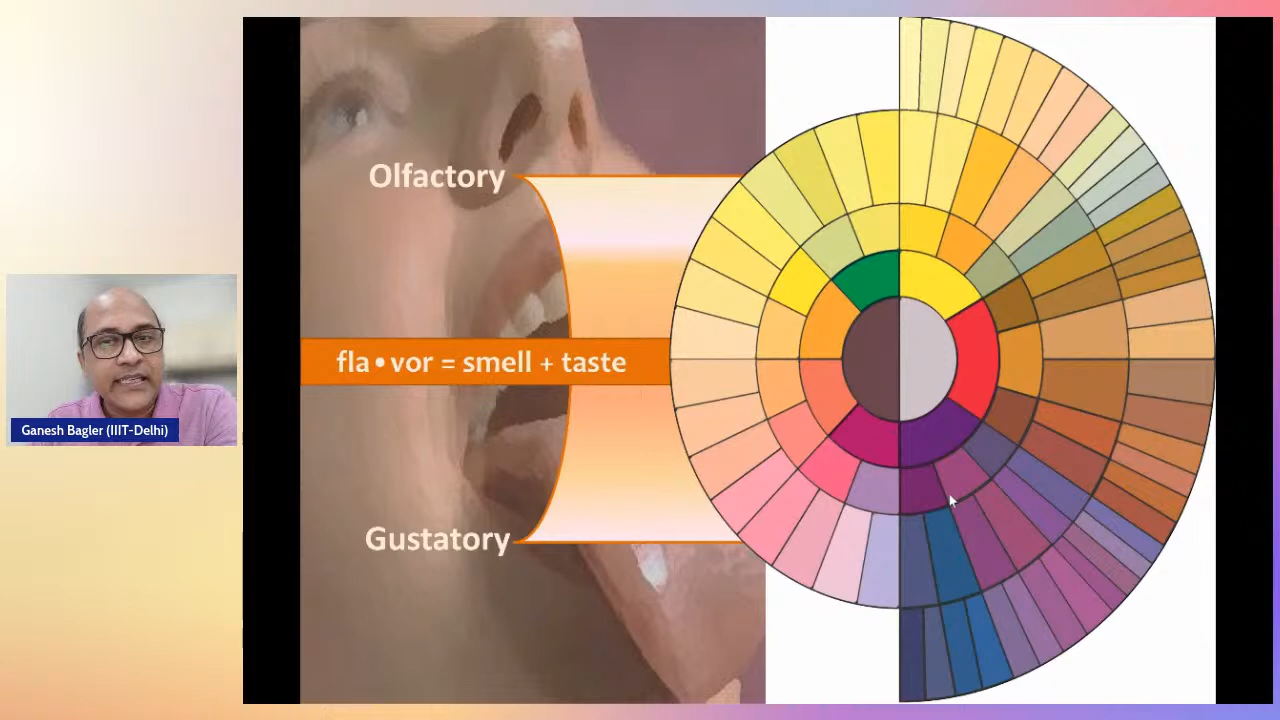 Olfactory
fla•vor = smell + taste
Gustatory
Ganesh Bagler (IIIT-Delhi)